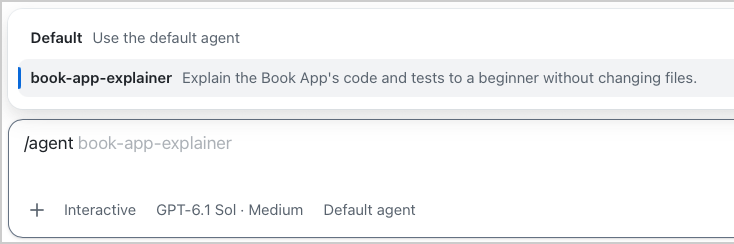 Default Use the default agent
book-app-explainer Explain the Book App's code and tests to a beginner without changing files.
/agent book-app-explainer
Interactive GPT-6.1 Sol · Medium Default agent